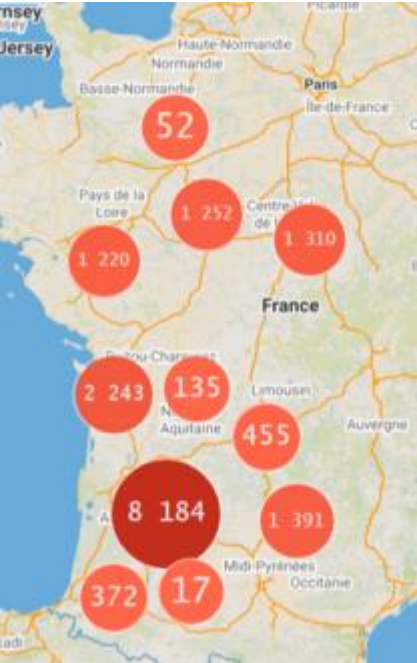 rnsey
Jersey
Picardie
Haute-Normandie
Normandie
Basse-Normandie
Paris
Île-de-France
52
Pays de la
Loire
1 252
1 310
1 220
France
2 243
135
Limousin
Aquitaine
455
Auvergne
8 184
1 391
Midi-Pyrénées
Occitanie
372
17